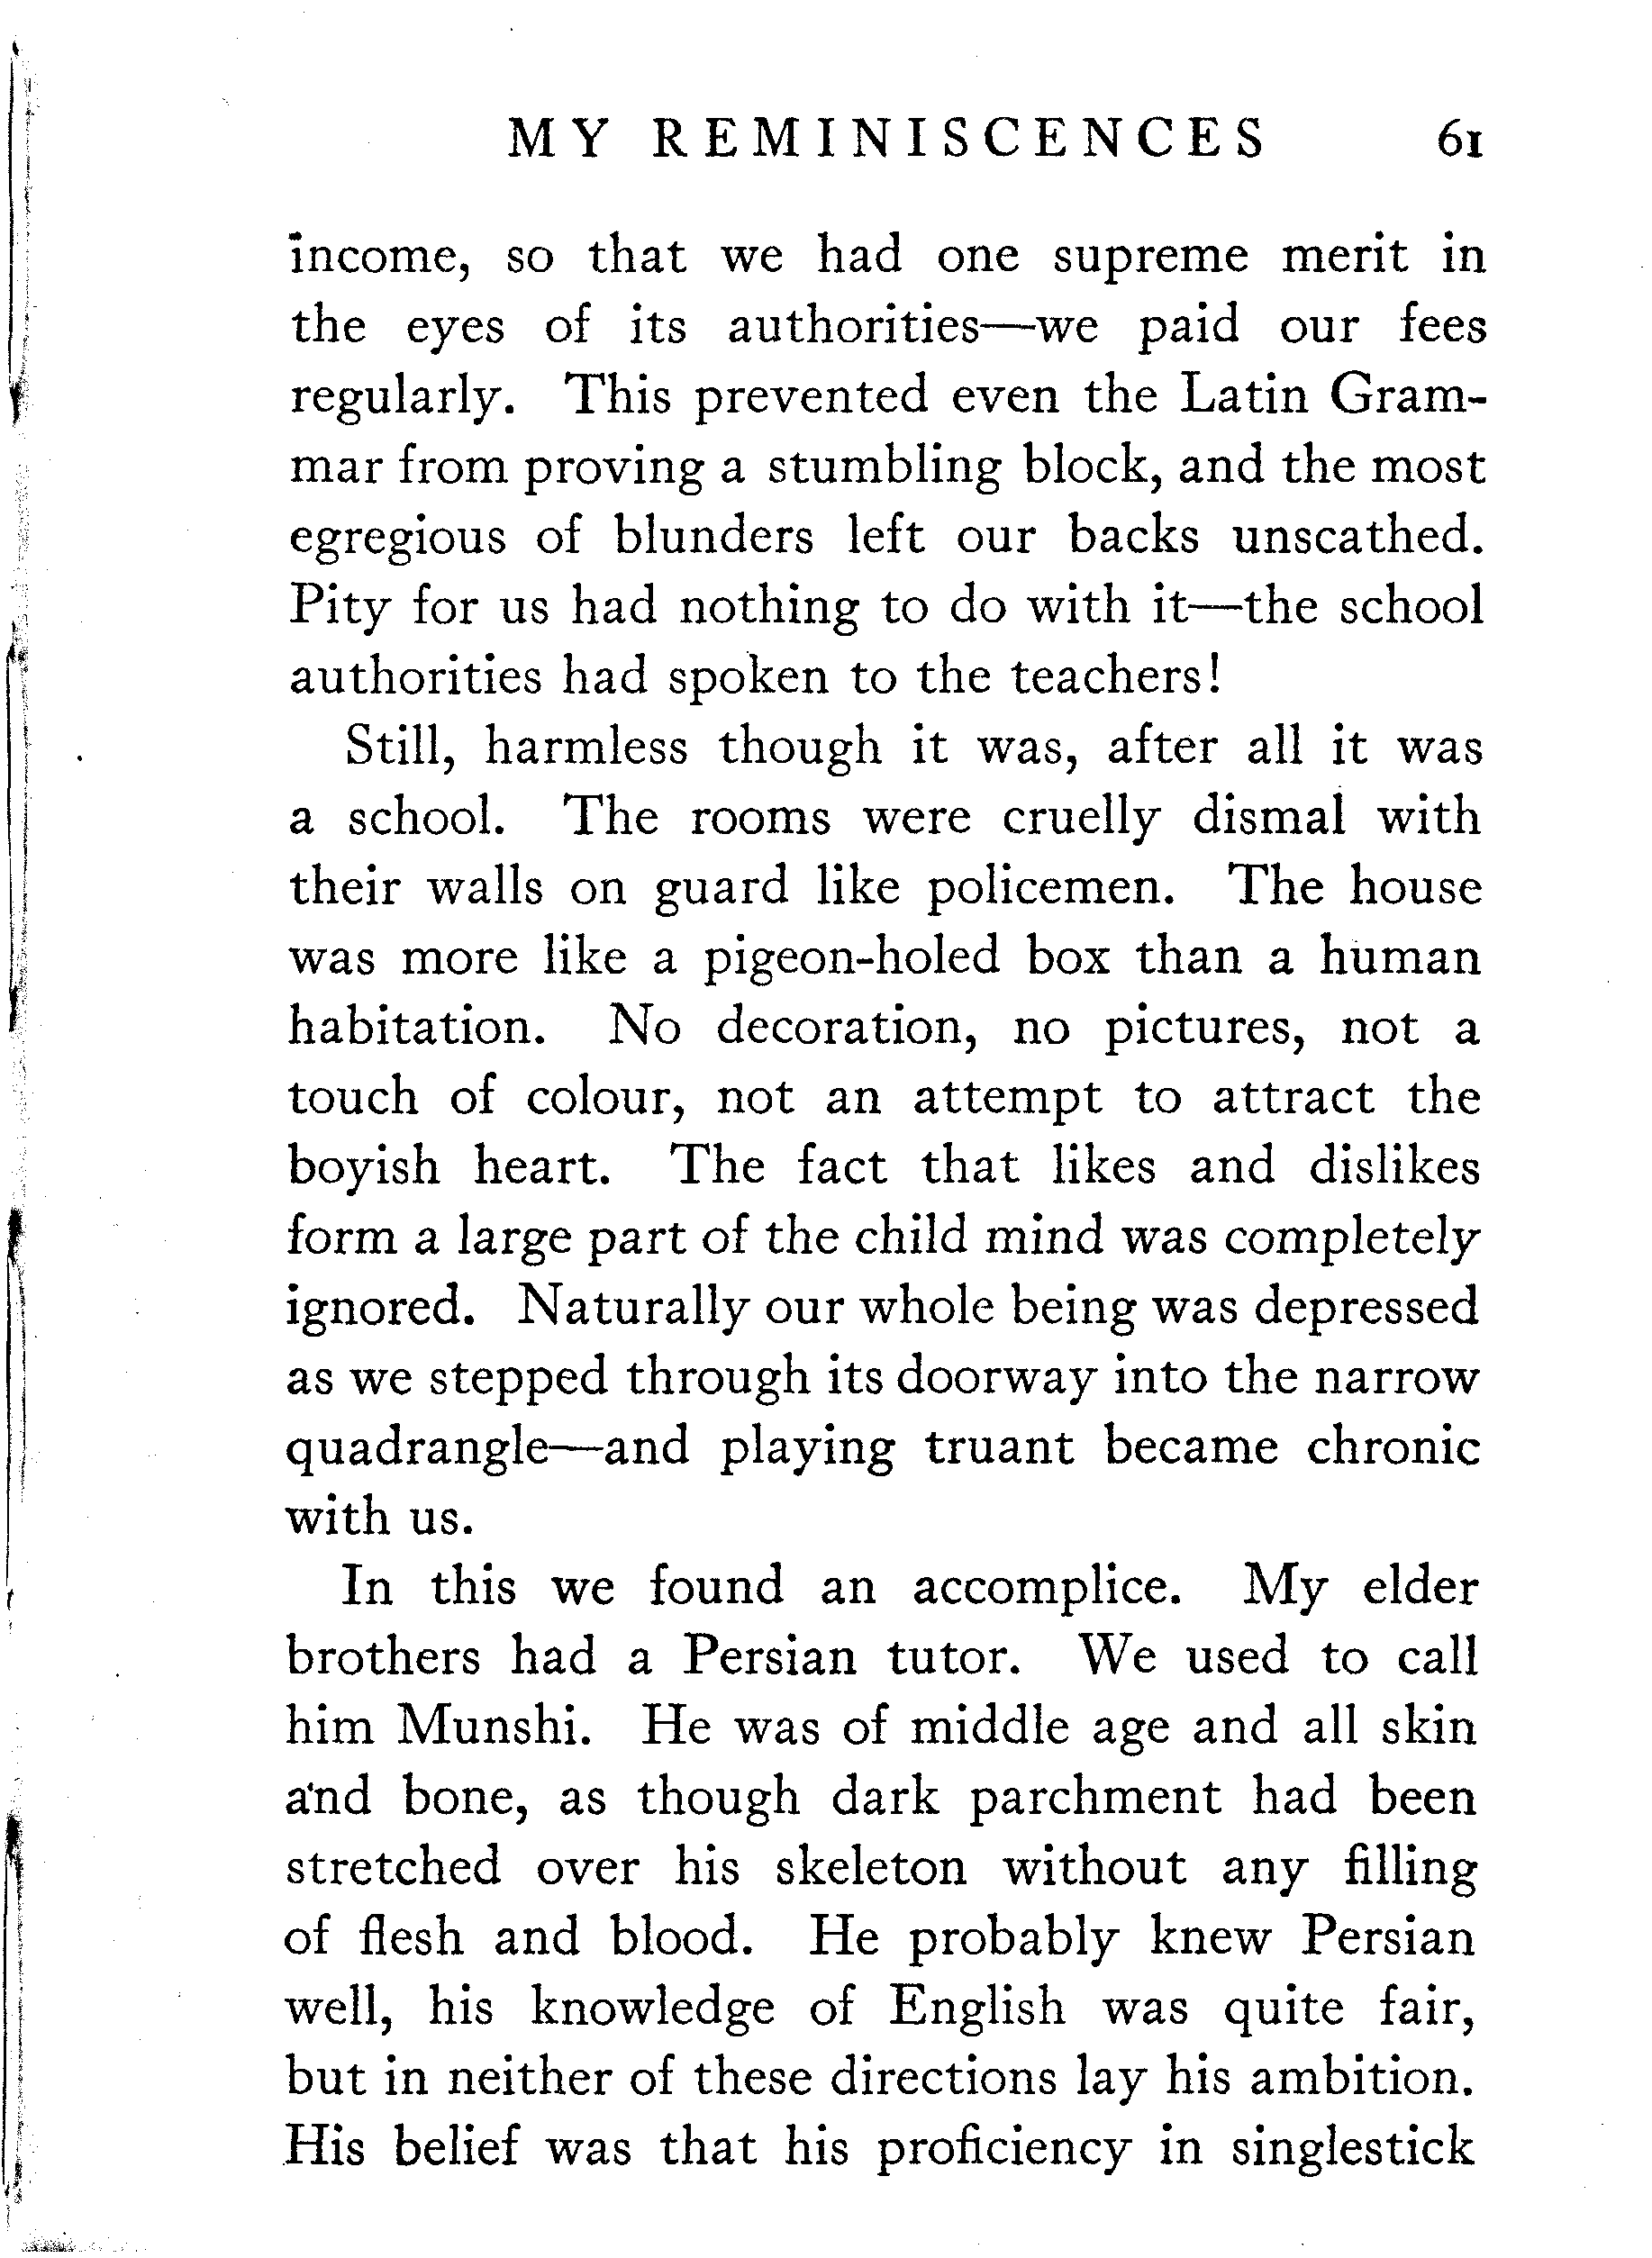 MY REMINISCENCES 61
income, so that we had one supreme merit in
the eyes of its authorities—we paid our fees
regularly. This prevented even the Latin Gram-
mar from proving a stumbling block, and the most
egregious of blunders left our backs unscathed.
Pity for us had nothing to do with it—the school
authorities had spoken to the teachers!
Still, harmless though it was, after all it was
a school. The rooms were cruelly dismal with
their walls on guard like policemen. The house
was more like a pigeon-holed box than a human
habitation. No decoration, no pictures, not a
touch of colour, not an attempt to attract the
boyish heart. The fact that likes and dislikes
form a large part of the child mind was completely
ignored. Naturally our whole being was depressed
as we stepped through its doorway into the narrow
quadrangle—and playing truant became chronic
with us.
In this we found an accomplice. My elder
brothers had a Persian tutor. We used to call
him Munshi. He was of middle age and all skin
and bone, as though dark parchment had been
stretched over his skeleton without any filling
of flesh and blood. He probably knew Persian
well, his knowledge of English was quite fair,
but in neither of these directions lay his ambition.
His belief was that his proficiency in singlestick